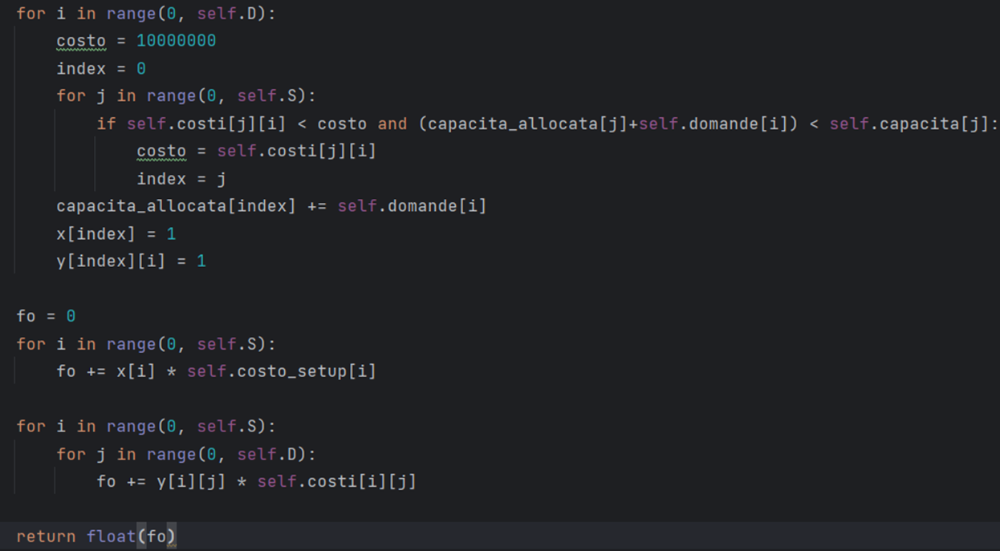 for i in range(0, self.D):
    costo = 10000000
    index = 0
    for j in range(0, self.S):
        if self.costi[j][i] < costo and (capacita_allocata[j]+self.domande[i]) < self.capacita[j]:
            costo = self.costi[j][i]
            index = j
    capacita_allocata[index] += self.domande[i]
    x[index] = 1
    y[index][i] = 1

fo = 0
for i in range(0, self.S):
    fo += x[i] * self.costo_setup[i]

for i in range(0, self.S):
    for j in range(0, self.D):
        fo += y[i][j] * self.costi[i][j]

return float(fo)